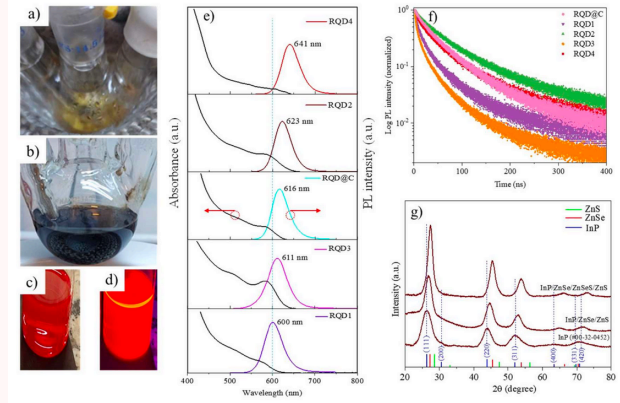 a)
b)
c)
d)
e)
RQD4
641 nm
RQD2
623 nm
RQD@C
616 nm
RQD3
611 nm
RQD1
600 nm
Absorbance (a.u.)
PL intensity (a.u.)
400 500 600 700 800
Wavelength (nm)
f)
RQD@C
RQD1
RQD2
RQD3
RQD4
Log PL intensity (normalized)
10⁰
10⁻¹
10⁻²
0 100 200 300 400
Time (ns)
g)
ZnS
ZnSe
InP
Intensity (a.u.)
InP/ZnSe/ZnSeS/ZnS
InP/ZnSe/ZnS
InP (#00-32-0452)
(111)
(200)
(220)
(311)
(400)
(331)
(420)
20 30 40 50 60 70 80
2θ (degree)